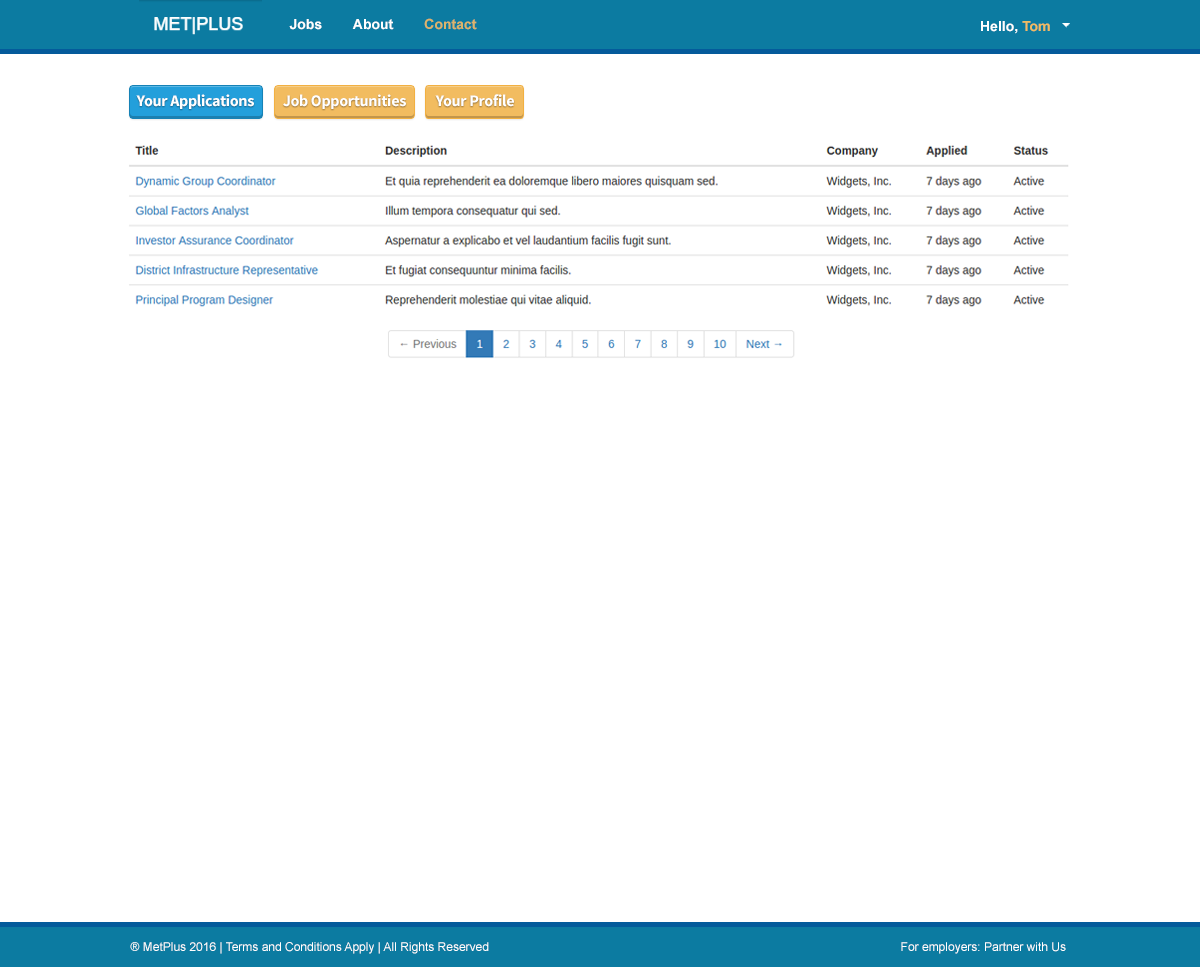 MET|PLUS Jobs About Contact Hello, Tom
Your Applications Job Opportunities Your Profile
Title Description Company Applied Status
Dynamic Group Coordinator Et quia reprehenderit ea doloremque libero maiores quisquam sed. Widgets, Inc. 7 days ago Active
Global Factors Analyst Illum tempora consequatur qui sed. Widgets, Inc. 7 days ago Active
Investor Assurance Coordinator Aspernatur a explicabo et vel laudantium facilis fugit sunt. Widgets, Inc. 7 days ago Active
District Infrastructure Representative Et fugiat consequuntur minima facilis. Widgets, Inc. 7 days ago Active
Principal Program Designer Reprehenderit molestiae qui vitae aliquid. Widgets, Inc. 7 days ago Active
← Previous 1 2 3 4 5 6 7 8 9 10 Next →
® MetPlus 2016 | Terms and Conditions Apply | All Rights Reserved For employers: Partner with Us